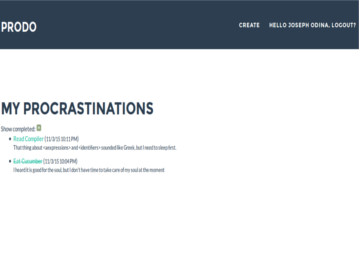 PRODO
CREATE HELLO JOSEPH ODINA, LOGOUT?
MY PROCRASTINATIONS
Show completed:
Read Compiler (11/3/15 10:11 PM)
That thing about <sexpressions> and <identifiers> sounded like Greek, but I need to sleep first.
Eat Cucumber (11/3/15 10:04 PM)
I heard it is good for the soul, but I don't have time to take care of my soul at the moment